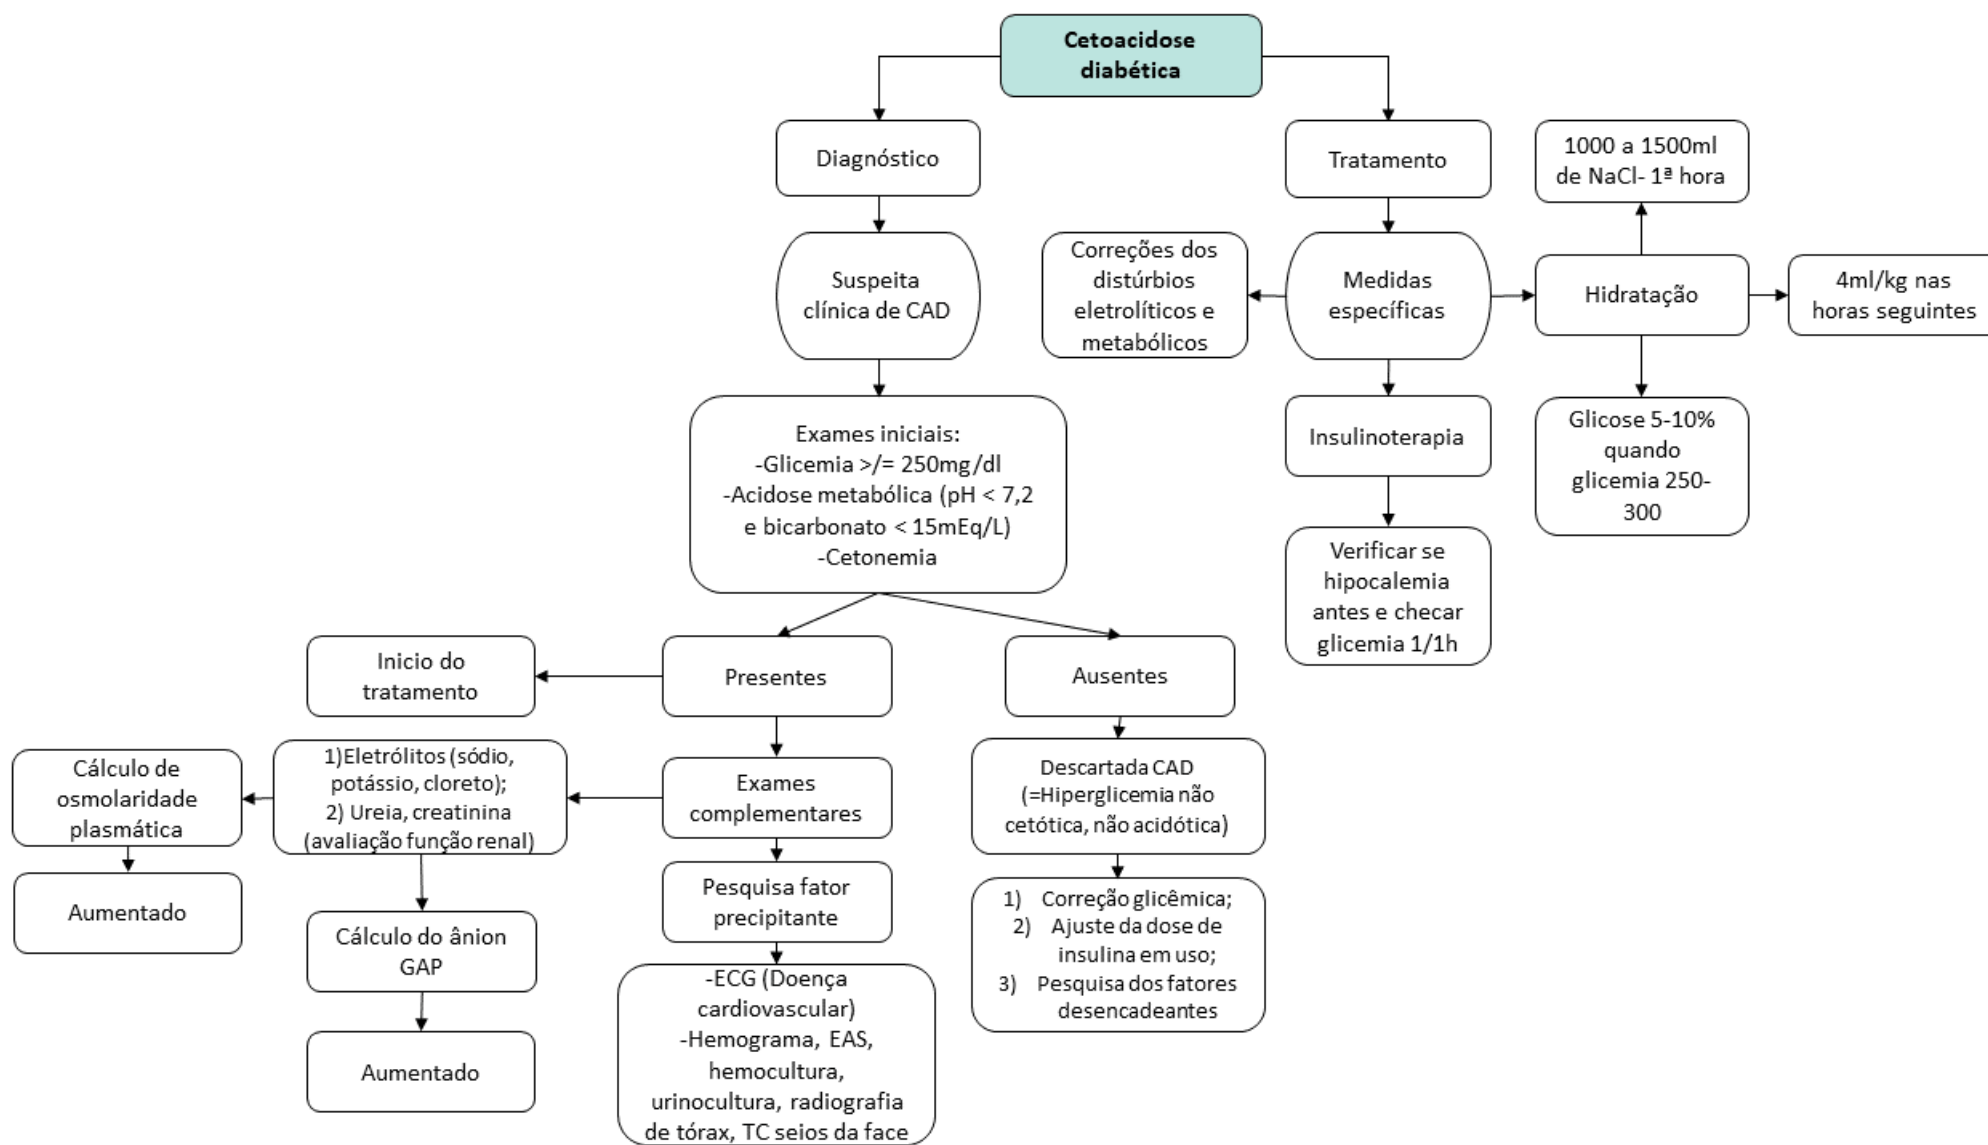 Cetoacidose
diabética
Diagnóstico
Suspeita
clínica de CAD
Exames iniciais:
-Glicemia >/= 250mg/dl
-Acidose metabólica (pH < 7,2
e bicarbonato < 15mEq/L)
-Cetonemia
Presentes
Inicio do
tratamento
Exames
complementares
1)Eletrólitos (sódio,
potássio, cloreto);
2) Ureia, creatinina
(avaliação função renal)
Cálculo de
osmolaridade
plasmática
Aumentado
Cálculo do ânion
GAP
Aumentado
Pesquisa fator
precipitante
-ECG (Doença
cardiovascular)
-Hemograma, EAS,
hemocultura,
urinocultura, radiografia
de tórax, TC seios da face
Ausentes
Descartada CAD
(=Hiperglicemia não
cetótica, não acidótica)
1) Correção glicêmica;
2) Ajuste da dose de
insulina em uso;
3) Pesquisa dos fatores
desencadeantes
Tratamento
Medidas
específicas
Correções dos
distúrbios
eletrolíticos e
metabólicos
Insulinoterapia
Verificar se
hipocalemia
antes e checar
glicemia 1/1h
Hidratação
1000 a 1500ml
de NaCl- 1ª hora
4ml/kg nas
horas seguintes
Glicose 5-10%
quando
glicemia 250-
300